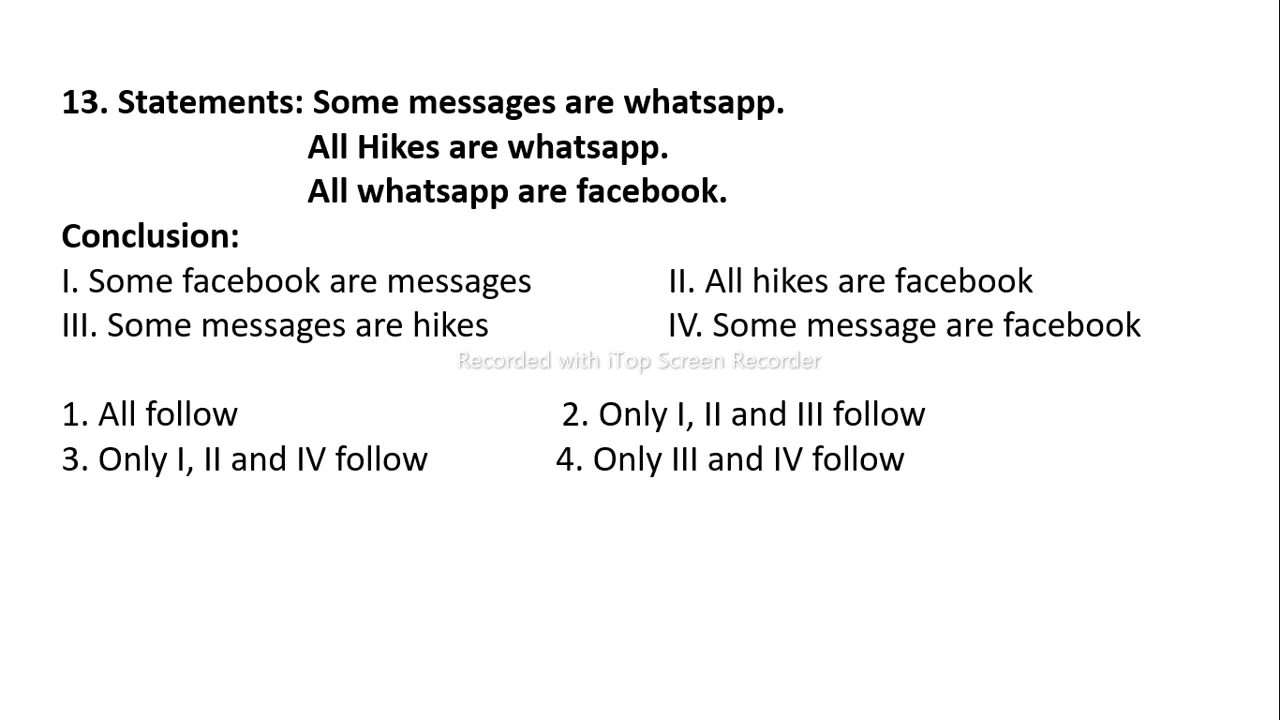 13. Statements: Some messages are whatsapp.
All Hikes are whatsapp.
All whatsapp are facebook.
Conclusion:
I. Some facebook are messages II. All hikes are facebook
III. Some messages are hikes IV. Some message are facebook
Recorded with iTop Screen Recorder
1. All follow 2. Only I, II and III follow
3. Only I, II and IV follow 4. Only III and IV follow